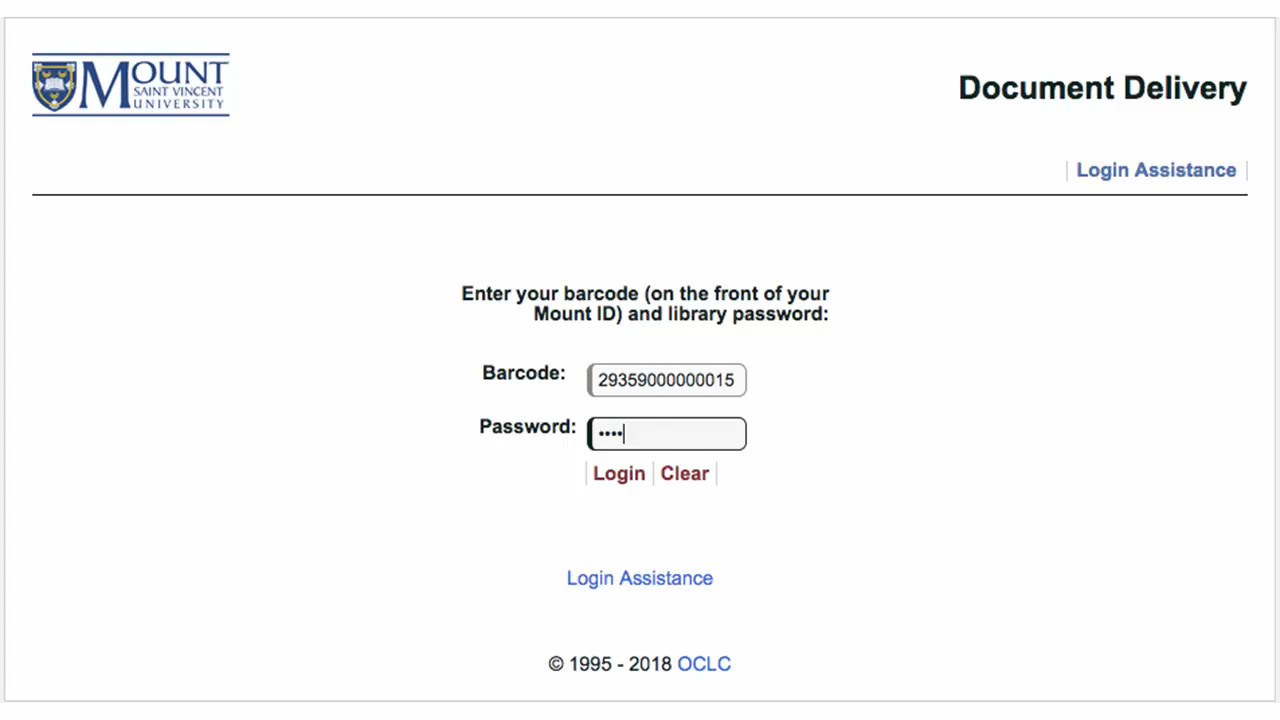 MOUNT
SAINT VINCENT
UNIVERSITY
Document Delivery
Login Assistance
Enter your barcode (on the front of your
Mount ID) and library password:
Barcode: 29359000000015
Password: ••••
Login Clear
Login Assistance
© 1995 - 2018 OCLC